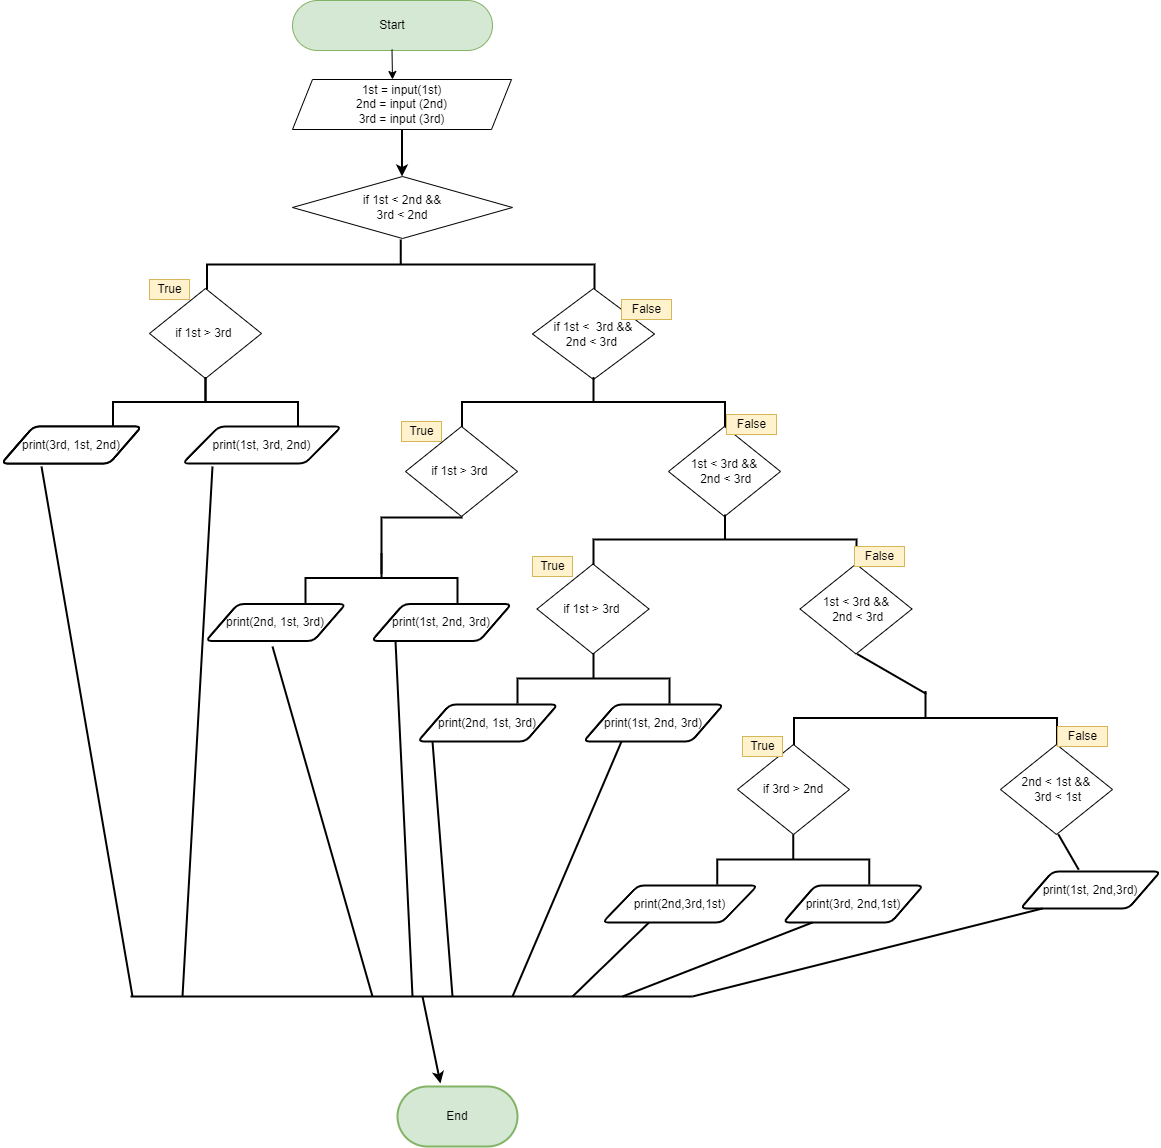 Start
1st = input(1st)
2nd = input (2nd)
3rd = input (3rd)
if 1st < 2nd &&
3rd < 2nd
True
if 1st > 3rd
False
if 1st <  3rd &&
2nd < 3rd
print(3rd, 1st, 2nd)
print(1st, 3rd, 2nd)
True
if 1st > 3rd
False
1st < 3rd &&
2nd < 3rd
print(2nd, 1st, 3rd)
print(1st, 2nd, 3rd)
True
if 1st > 3rd
False
1st < 3rd &&
2nd < 3rd
print(2nd, 1st, 3rd)
print(1st, 2nd, 3rd)
True
if 3rd > 2nd
False
2nd < 1st &&
3rd < 1st
print(2nd,3rd,1st)
print(3rd, 2nd,1st)
print(1st, 2nd,3rd)
End